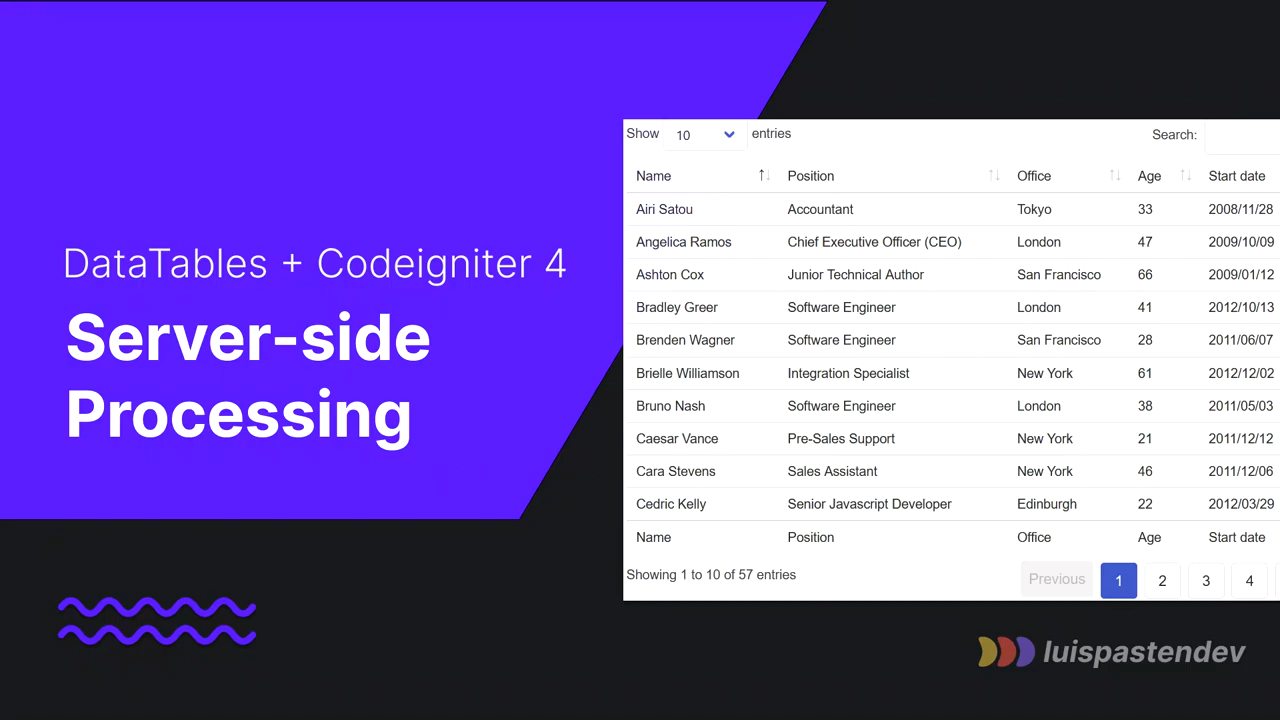 DataTables + Codeigniter 4
Server-side
Processing
Show 10 entries Search:
Name Position Office Age Start date
Airi Satou Accountant Tokyo 33 2008/11/28
Angelica Ramos Chief Executive Officer (CEO) London 47 2009/10/09
Ashton Cox Junior Technical Author San Francisco 66 2009/01/12
Bradley Greer Software Engineer London 41 2012/10/13
Brenden Wagner Software Engineer San Francisco 28 2011/06/07
Brielle Williamson Integration Specialist New York 61 2012/12/02
Bruno Nash Software Engineer London 38 2011/05/03
Caesar Vance Pre-Sales Support New York 21 2011/12/12
Cara Stevens Sales Assistant New York 46 2011/12/06
Cedric Kelly Senior Javascript Developer Edinburgh 22 2012/03/29
Name Position Office Age Start date
Showing 1 to 10 of 57 entries Previous 1 2 3 4
luispastendev